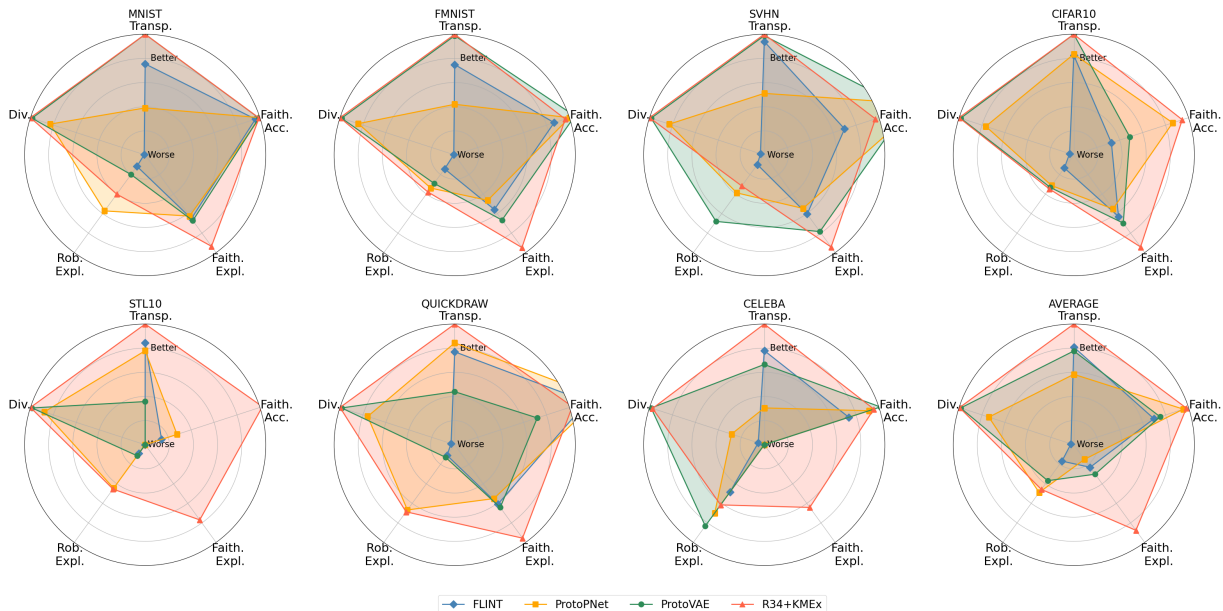 MNIST
Transp.
Better
Div.
Faith.
Acc.
Worse
Rob.
Expl.
Faith.
Expl.
FMNIST
Transp.
Better
Div.
Faith.
Acc.
Worse
Rob.
Expl.
Faith.
Expl.
SVHN
Transp.
Better
Div.
Faith.
Acc.
Worse
Rob.
Expl.
Faith.
Expl.
CIFAR10
Transp.
Better
Div.
Faith.
Acc.
Worse
Rob.
Expl.
Faith.
Expl.
STL10
Transp.
Better
Div.
Faith.
Acc.
Worse
Rob.
Expl.
Faith.
Expl.
QUICKDRAW
Transp.
Better
Div.
Faith.
Acc.
Worse
Rob.
Expl.
Faith.
Expl.
CELEBA
Transp.
Better
Div.
Faith.
Acc.
Worse
Rob.
Expl.
Faith.
Expl.
AVERAGE
Transp.
Better
Div.
Faith.
Acc.
Worse
Rob.
Expl.
Faith.
Expl.
FLINT ProtoPNet ProtoVAE R34+KMEx